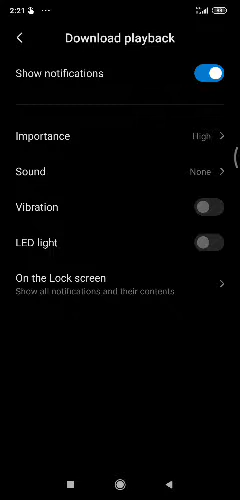 2:21
Download playback
Show notifications
Importance
High
Sound
None
Vibration
LED light
On the Lock screen
Show all notifications and their contents